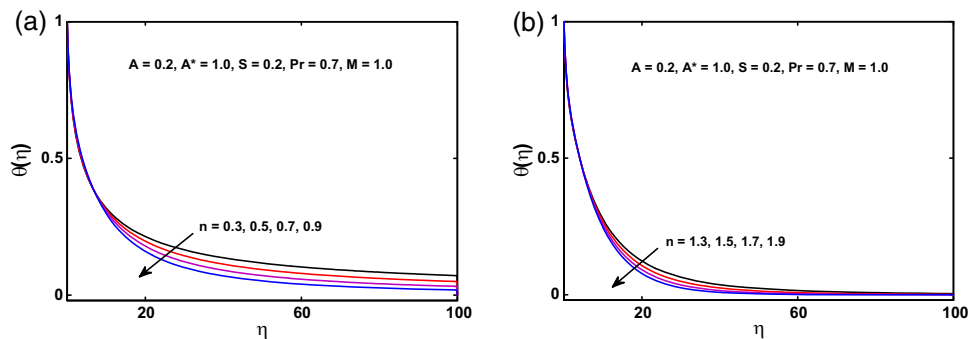 (a)
1
A = 0.2, A* = 1.0, S = 0.2, Pr = 0.7, M = 1.0
θ(η)
0.5
n = 0.3, 0.5, 0.7, 0.9
0
20
60
100
η
(b)
1
A = 0.2, A* = 1.0, S = 0.2, Pr = 0.7, M = 1.0
θ(η)
0.5
n = 1.3, 1.5, 1.7, 1.9
0
20
60
100
η